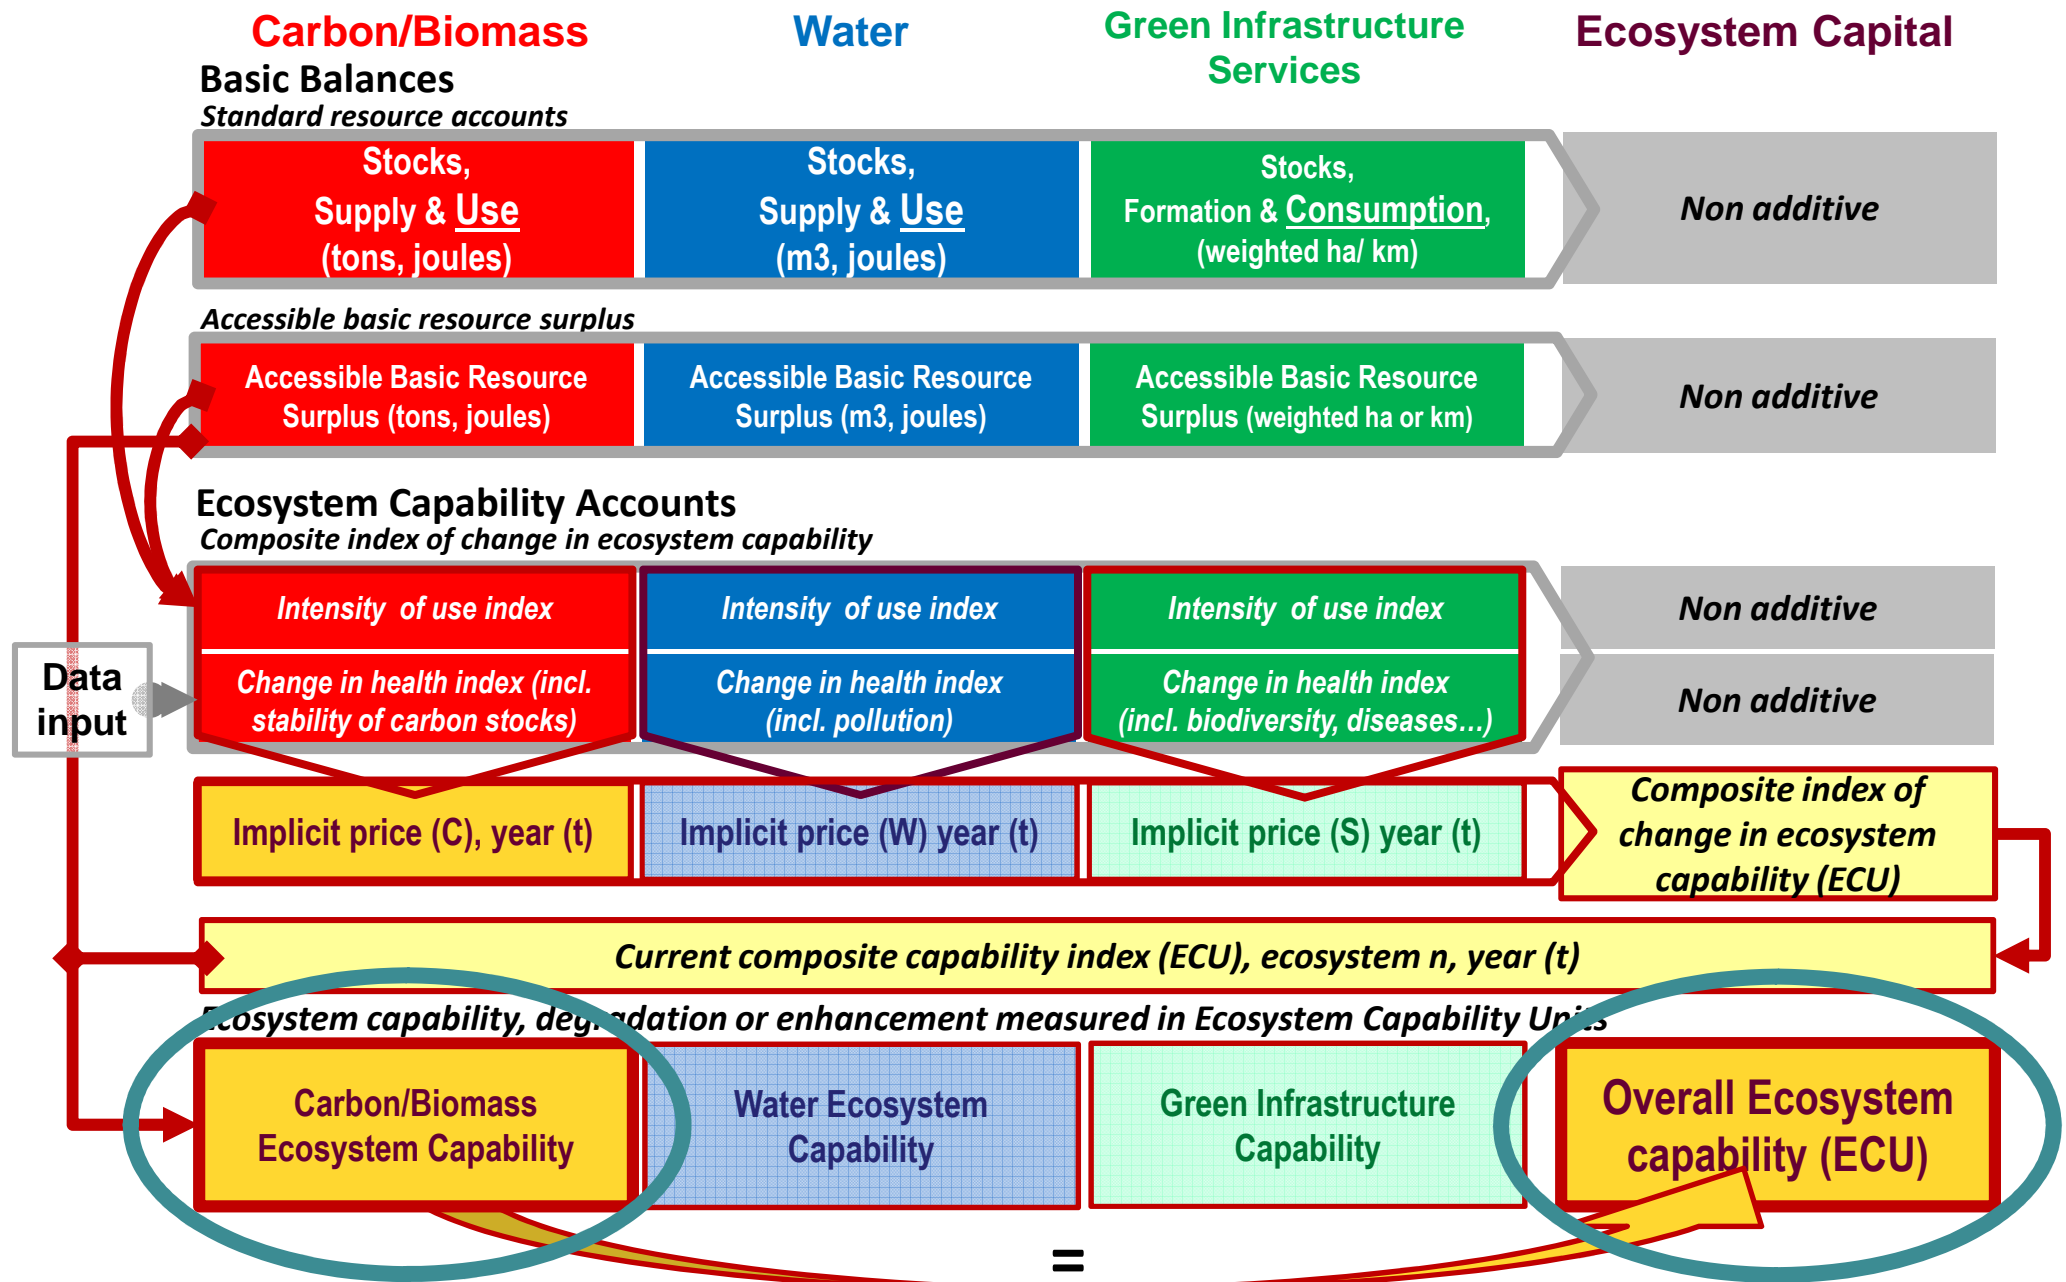 Carbon/Biomass
Water
Green Infrastructure
Services
Ecosystem Capital
Basic Balances
Standard resource accounts
Stocks,
Supply & Use
(tons, joules)
Stocks,
Supply & Use
(m3, joules)
Stocks,
Formation & Consumption,
(weighted ha/ km)
Non additive
Accessible basic resource surplus
Accessible Basic Resource
Surplus (tons, joules)
Accessible Basic Resource
Surplus (m3, joules)
Accessible Basic Resource
Surplus (weighted ha or km)
Non additive
Ecosystem Capability Accounts
Composite index of change in ecosystem capability
Intensity of use index
Intensity of use index
Intensity of use index
Non additive
Data
input
Change in health index (incl.
stability of carbon stocks)
Change in health index
(incl. pollution)
Change in health index
(incl. biodiversity, diseases…)
Non additive
Implicit price (C), year (t)
Implicit price (W) year (t)
Implicit price (S) year (t)
Composite index of
change in ecosystem
capability (ECU)
Current composite capability index (ECU), ecosystem n, year (t)
Ecosystem capability, degradation or enhancement measured in Ecosystem Capability Units
Carbon/Biomass
Ecosystem Capability
Water Ecosystem
Capability
Green Infrastructure
Capability
Overall Ecosystem
capability (ECU)
=